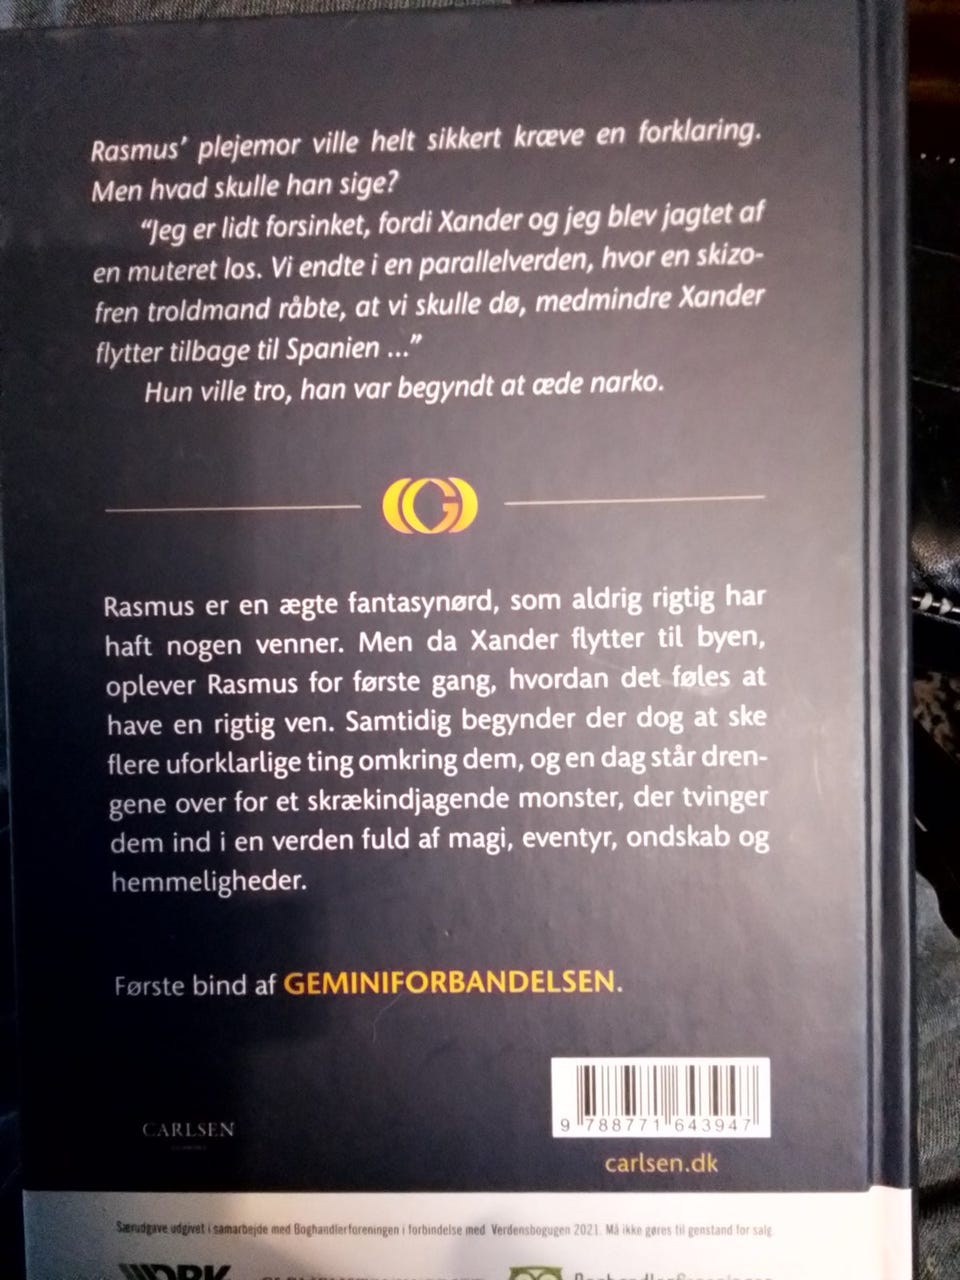 Rasmus' plejemor ville helt sikkert kræve en forklaring.
Men hvad skulle han sige?
"Jeg er lidt forsinket, fordi Xander og jeg blev jagtet af
en muteret los. Vi endte i en parallelverden, hvor en skizo-
fren troldmand råbte, at vi skulle dø, medmindre Xander
flytter tilbage til Spanien ..."
Hun ville tro, han var begyndt at æde narko.
Rasmus er en ægte fantasynørd, som aldrig rigtig har
haft nogen venner. Men da Xander flytter til byen,
oplever Rasmus for første gang, hvordan det føles at
have en rigtig ven. Samtidig begynder der dog at ske
flere uforklarlige ting omkring dem, og en dag står dren-
gene over for et skrækindjagende monster, der tvinger
dem ind i en verden fuld af magi, eventyr, ondskab og
hemmeligheder.
Første bind af GEMINIFORBANDELSEN.
CARLSEN
9 788771 643947
carlsen.dk
Særudgave udgivet i samarbejde med Boghandlerforeningen i forbindelse med Verdensbogugen 2021. Må ikke gøres til genstand for salg.